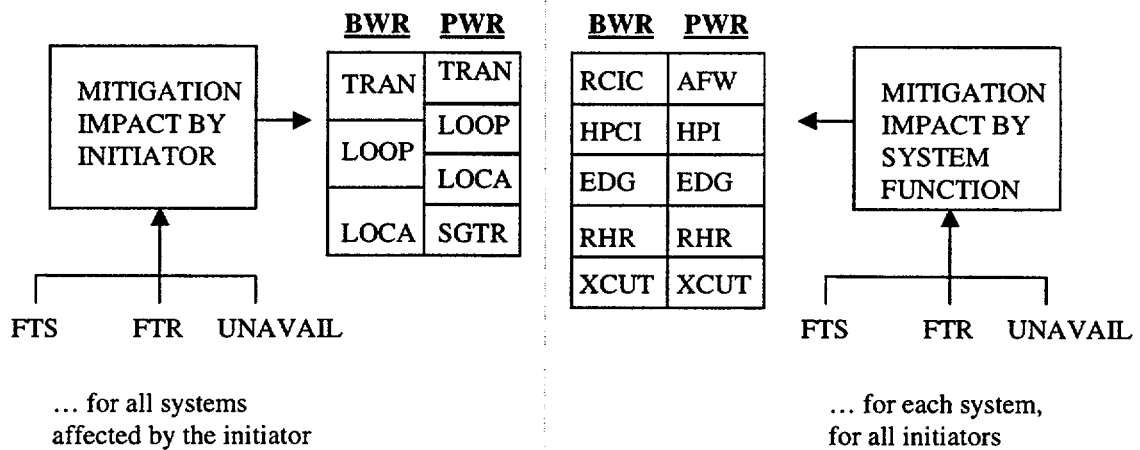 BWR PWR
MITIGATION
IMPACT BY
INITIATOR
TRAN TRAN
LOOP LOOP
LOCA LOCA
SGTR
FTS FTR UNAVAIL
… for all systems
affected by the initiator
BWR PWR
RCIC AFW
HPCI HPI
EDG EDG
RHR RHR
XCUT XCUT
MITIGATION
IMPACT BY
SYSTEM
FUNCTION
FTS FTR UNAVAIL
… for each system,
for all initiators